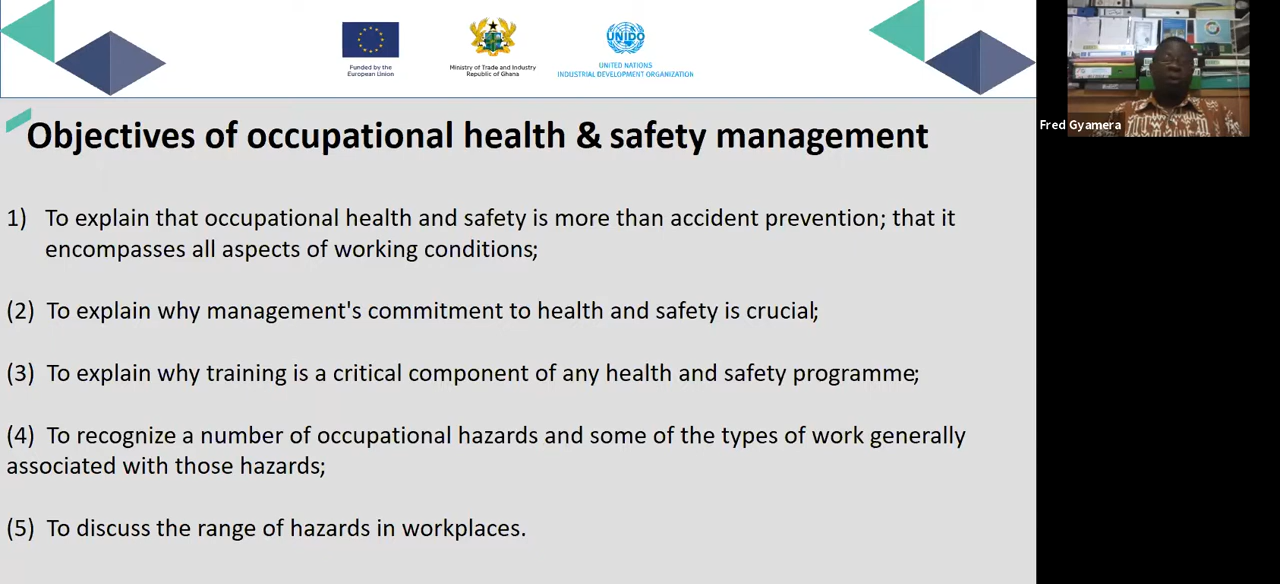 Funded by the
European Union
Ministry of Trade and Industry
Republic of Ghana
UNIDO
UNITED NATIONS
INDUSTRIAL DEVELOPMENT ORGANIZATION
Fred Gyamera
Objectives of occupational health & safety management
1) To explain that occupational health and safety is more than accident prevention; that it
encompasses all aspects of working conditions;
(2) To explain why management's commitment to health and safety is crucial;
(3) To explain why training is a critical component of any health and safety programme;
(4) To recognize a number of occupational hazards and some of the types of work generally
associated with those hazards;
(5) To discuss the range of hazards in workplaces.